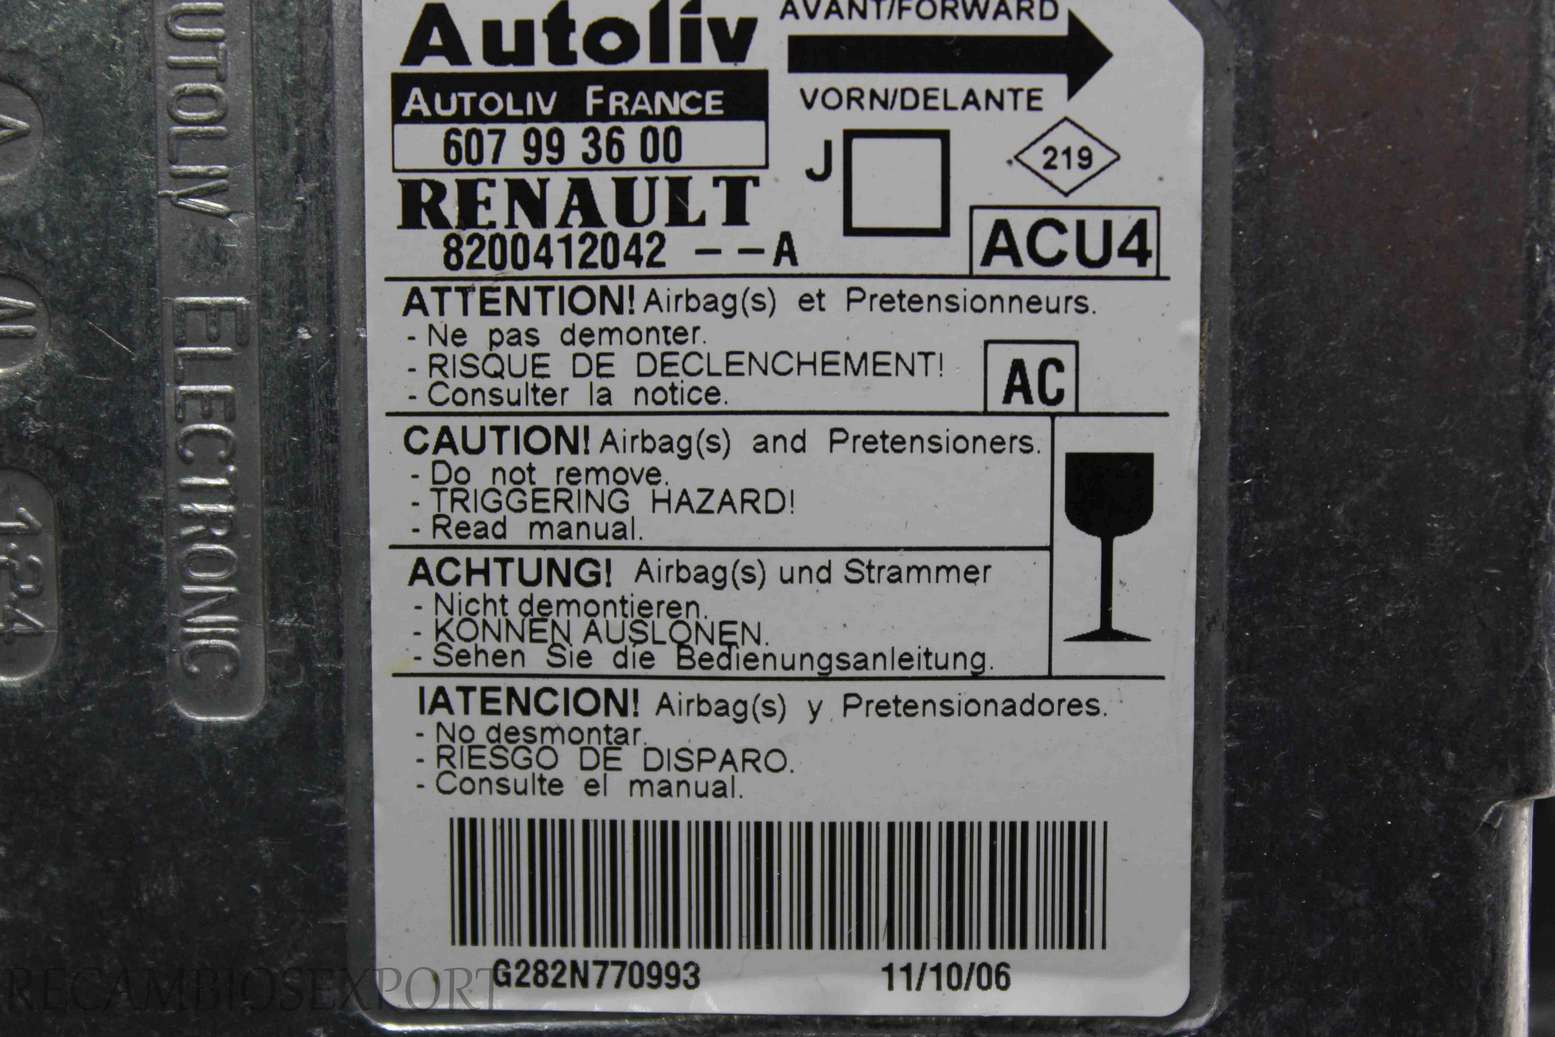 Autoliv
AVANT/FORWARD
AUTOLIV FRANCE
VORN/DELANTE
607 99 36 00
J
219
RENAULT
8200412042 - - A
ACU4
ATTENTION! Airbag(s) et Pretensionneurs.
- Ne pas demonter.
- RISQUE DE DECLENCHEMENT!
- Consulter la notice.
AC
CAUTION! Airbag(s) and Pretensioners.
- Do not remove.
- TRIGGERING HAZARD!
- Read manual.
ACHTUNG! Airbag(s) und Strammer
- Nicht demontieren.
- KONNEN AUSLONEN.
- Sehen Sie die Bedienungsanleitung.
IATENCION! Airbag(s) y Pretensionadores.
- No desmontar.
- RIESGO DE DISPARO.
- Consulte el manual.
G282N770993 11/10/06
AUTOLIV ELECTRONIC
RECAMBIOSEXPORT